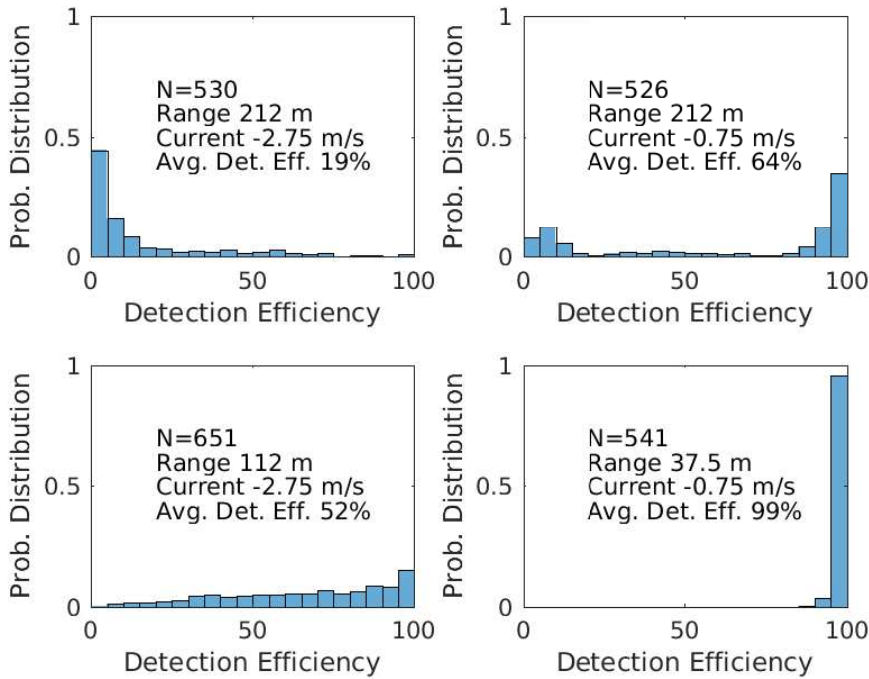 1
0.5
0
Prob. Distribution
N=530
Range 212 m
Current -2.75 m/s
Avg. Det. Eff. 19%
0 50 100
Detection Efficiency
1
0.5
0
Prob. Distribution
N=526
Range 212 m
Current -0.75 m/s
Avg. Det. Eff. 64%
0 50 100
Detection Efficiency
1
0.5
0
Prob. Distribution
N=651
Range 112 m
Current -2.75 m/s
Avg. Det. Eff. 52%
0 50 100
Detection Efficiency
1
0.5
0
Prob. Distribution
N=541
Range 37.5 m
Current -0.75 m/s
Avg. Det. Eff. 99%
0 50 100
Detection Efficiency